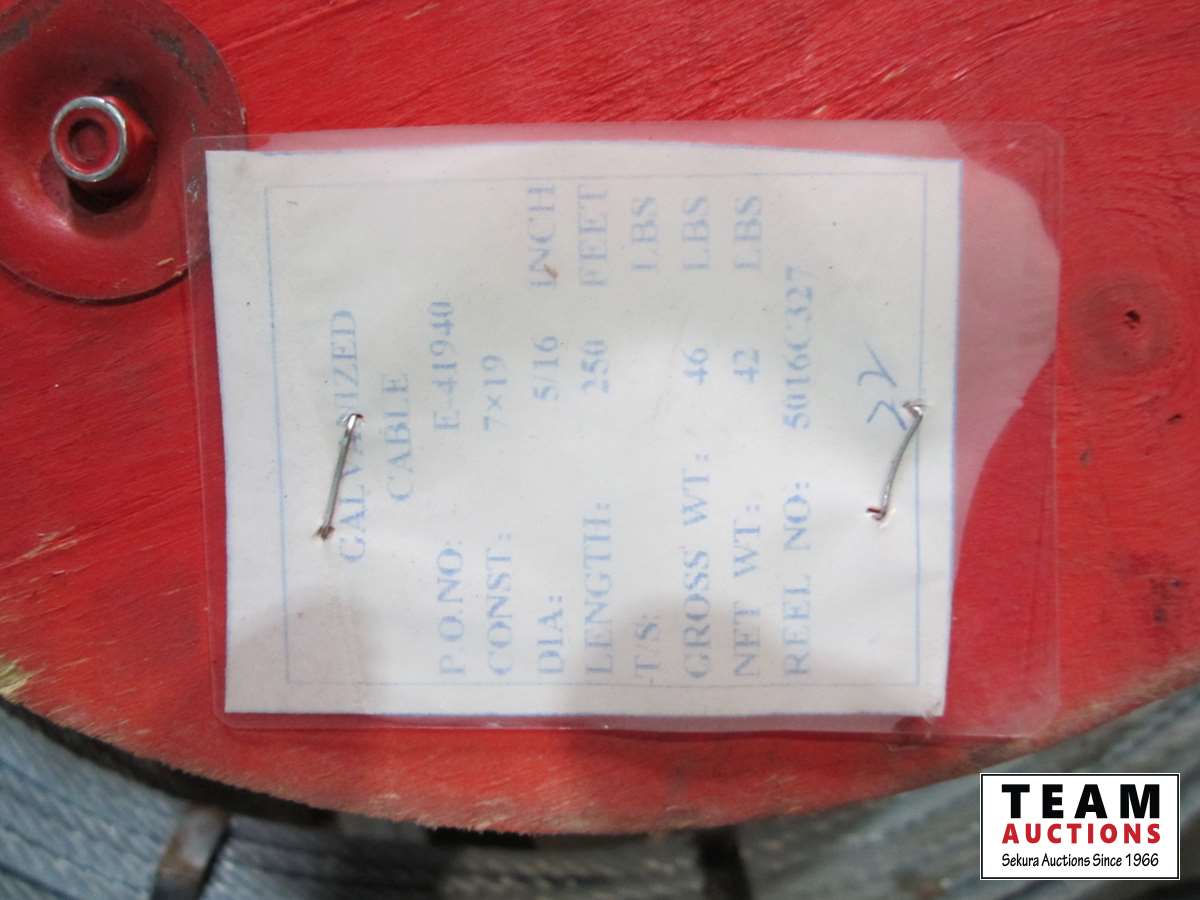 GALVANIZED
CABLE
P.O.NO: E-41940
CONST: 7×19
DIA: 5/16 INCH
LENGTH: 250 FEET
T/S: LBS
GROSS WT: 46 LBS
NET WT: 42 LBS
REEL NO: 5016C327
22
TEAM
AUCTIONS
Sekura Auctions Since 1966